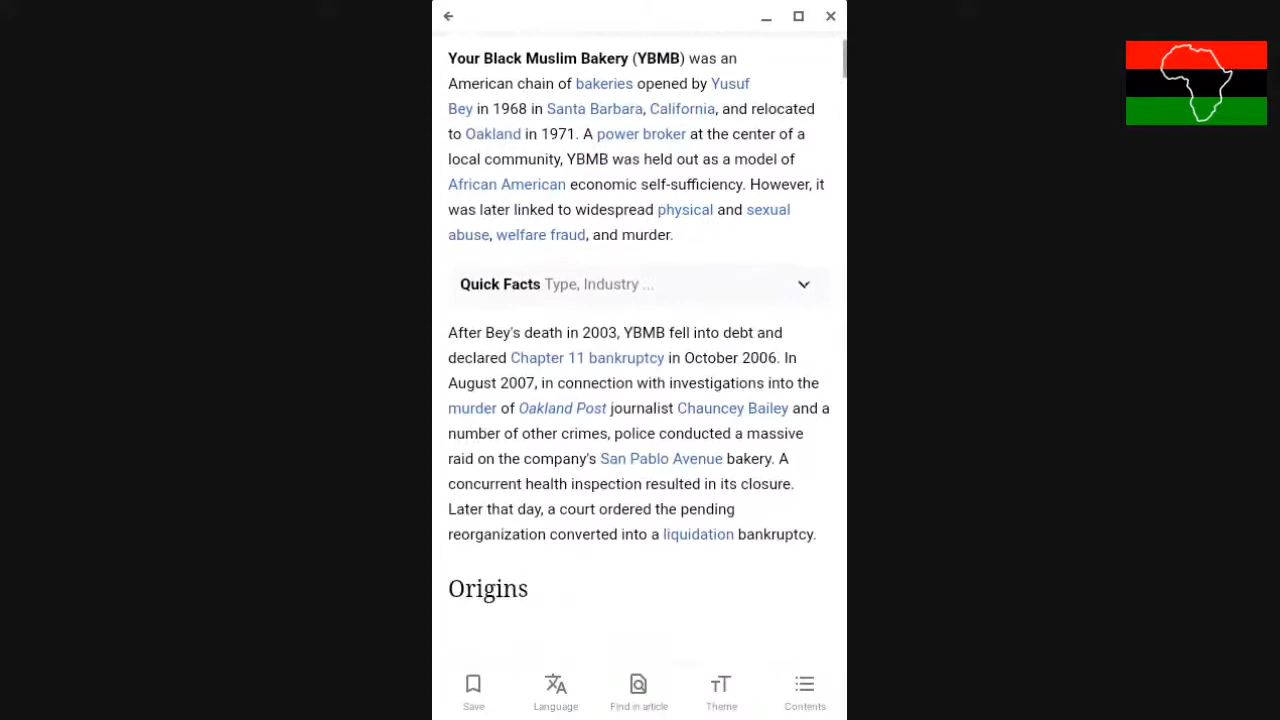 Your Black Muslim Bakery (YBMB) was an
American chain of bakeries opened by Yusuf
Bey in 1968 in Santa Barbara, California, and relocated
to Oakland in 1971. A power broker at the center of a
local community, YBMB was held out as a model of
African American economic self-sufficiency. However, it
was later linked to widespread physical and sexual
abuse, welfare fraud, and murder.
Quick Facts Type, Industry ...
After Bey's death in 2003, YBMB fell into debt and
declared Chapter 11 bankruptcy in October 2006. In
August 2007, in connection with investigations into the
murder of Oakland Post journalist Chauncey Bailey and a
number of other crimes, police conducted a massive
raid on the company's San Pablo Avenue bakery. A
concurrent health inspection resulted in its closure.
Later that day, a court ordered the pending
reorganization converted into a liquidation bankruptcy.
Origins
Save Language Find in article Theme Contents